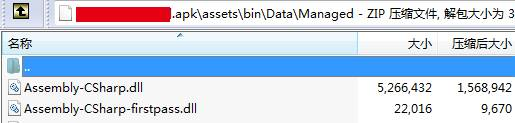 .apk\assets\bin\Data\Managed - ZIP 压缩文件, 解包大小为 3
名称 大小 压缩后大小
..
Assembly-CSharp.dll 5,266,432 1,568,942
Assembly-CSharp-firstpass.dll 22,016 9,670